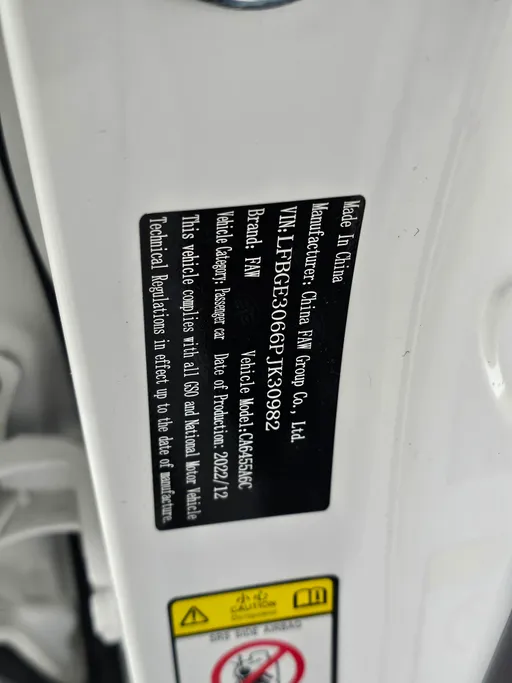 Made In China
Manufacturer: China FAW Group Co., Ltd.
VIN:LFBGE3066PJK30982
Brand: FAW Vehicle Model:CA6455A6C
Vehicle Category: Passenger car Date of Production: 2022/12
This vehicle complies with all GSO and National Motor Vehicle
Technical Regulations in effect up to the date of manufacture.
小心
CAUTION
SRS SIDE AIRBAG